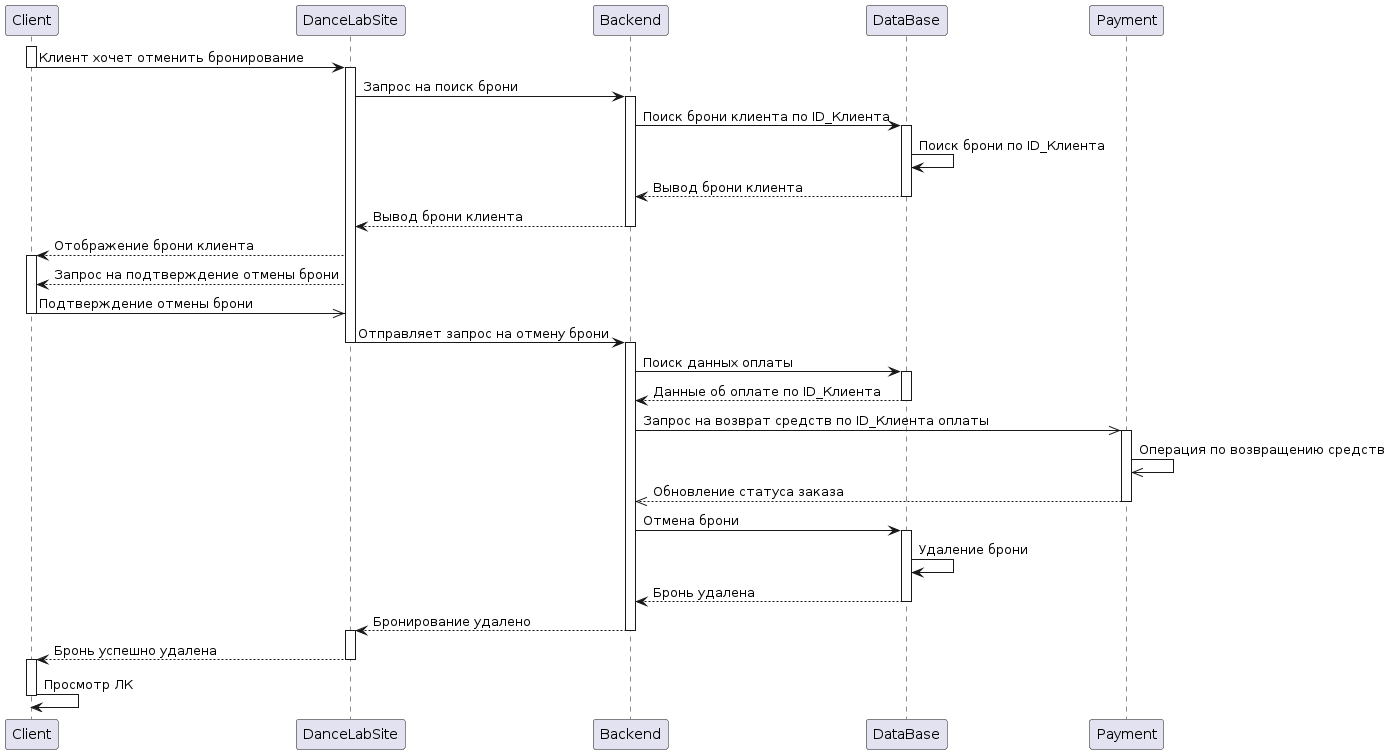 Client DanceLabSite Backend DataBase Payment
Клиент хочет отменить бронирование
Запрос на поиск брони
Поиск брони клиента по ID_Клиента
Поиск брони по ID_Клиента
Вывод брони клиента
Вывод брони клиента
Отображение брони клиента
Запрос на подтверждение отмены брони
Подтверждение отмены брони
Отправляет запрос на отмену брони
Поиск данных оплаты
Данные об оплате по ID_Клиента
Запрос на возврат средств по ID_Клиента оплаты
Операция по возвращению средств
Обновление статуса заказа
Отмена брони
Удаление брони
Бронь удалена
Бронирование удалено
Бронь успешно удалена
Просмотр ЛК
Client DanceLabSite Backend DataBase Payment